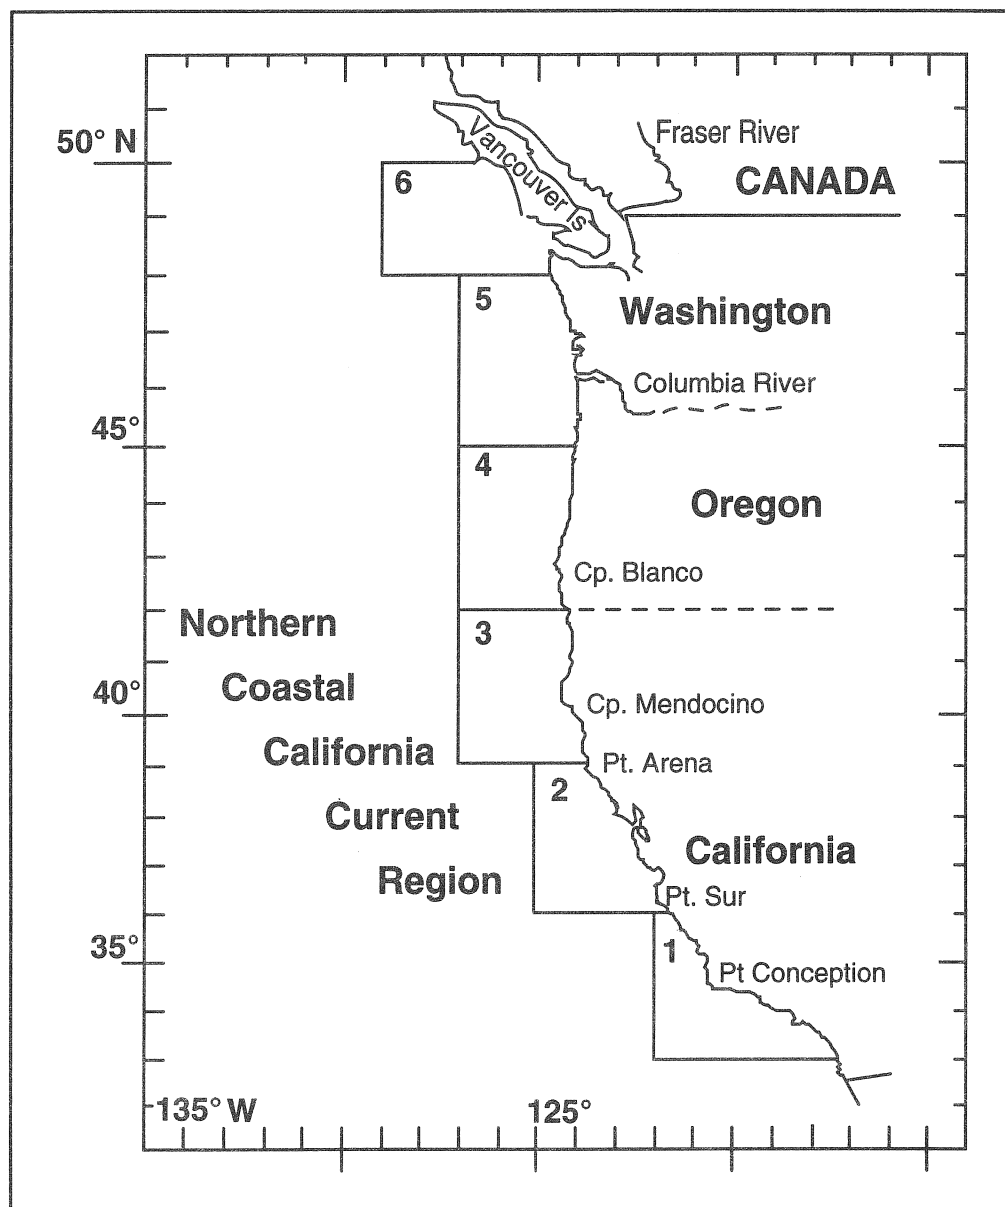 50° N
Vancouver Is
Fraser River
CANADA
6
5
Washington
Columbia River
45°
4
Oregon
Cp. Blanco
Northern
3
Coastal
40°
Cp. Mendocino
California
Pt. Arena
2
Current
California
Region
Pt. Sur
35°
1
Pt Conception
135° W
125°